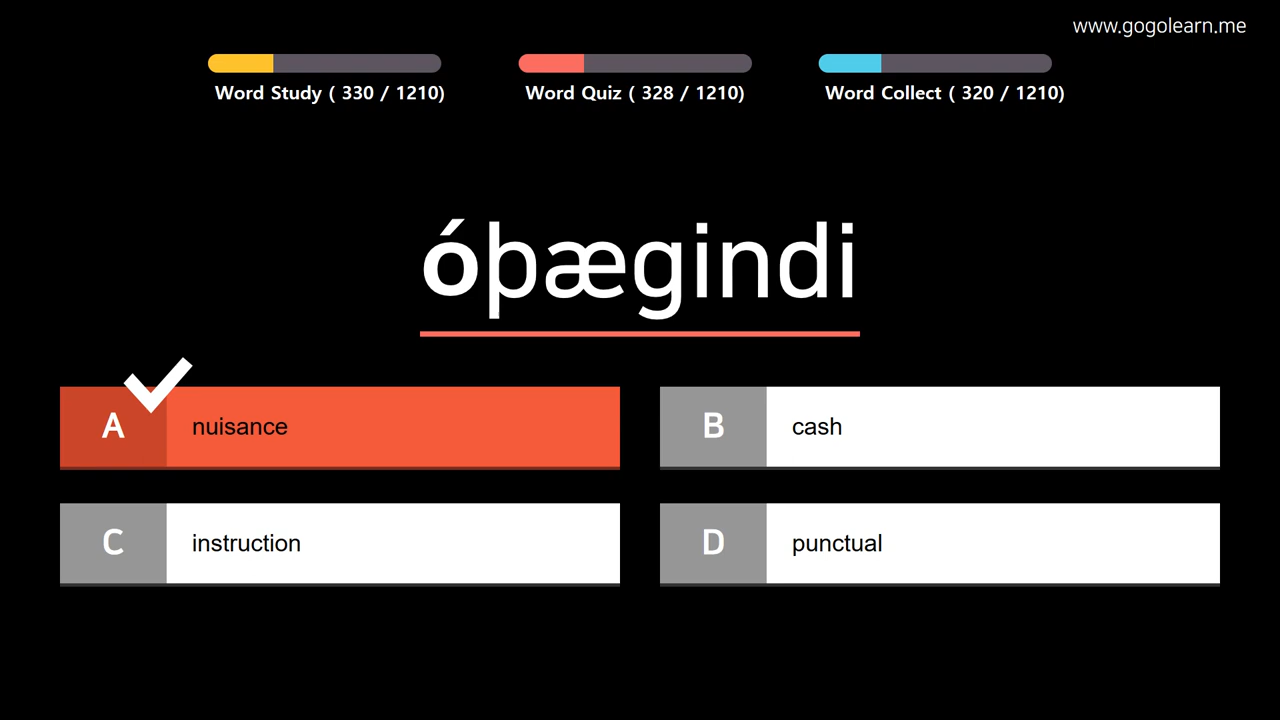 www.gogolearn.me
Word Study ( 330 / 1210)
Word Quiz ( 328 / 1210)
Word Collect ( 320 / 1210)
óþægindi
A nuisance
B cash
C instruction
D punctual